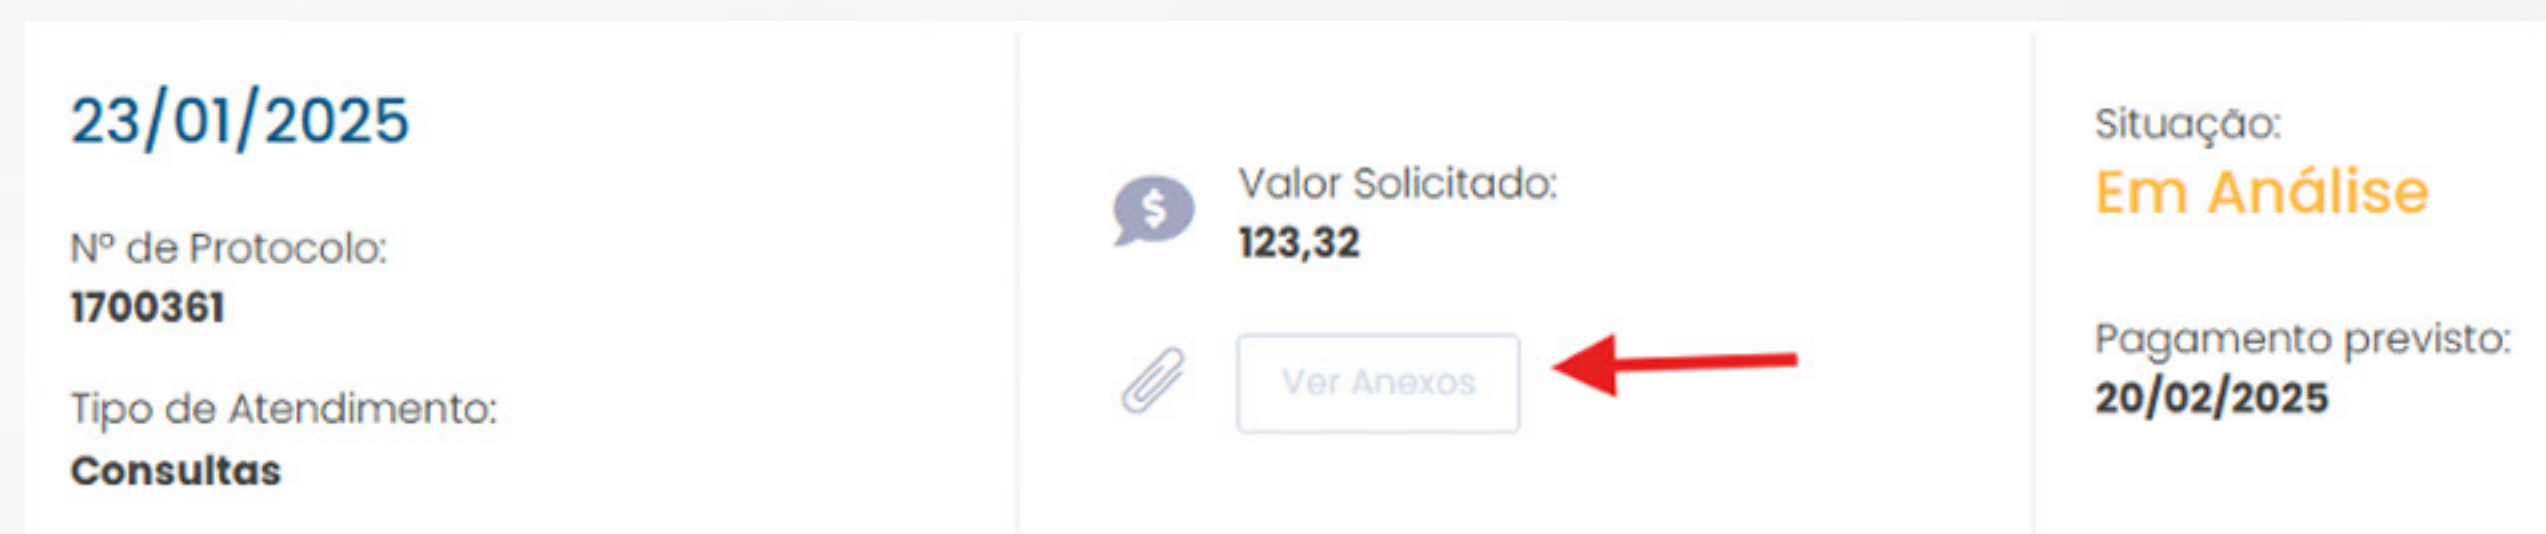 23/01/2025
Nº de Protocolo:
1700361
Tipo de Atendimento:
Consultas
Valor Solicitado:
123,32
Ver Anexos
Situação:
Em Análise
Pagamento previsto:
20/02/2025